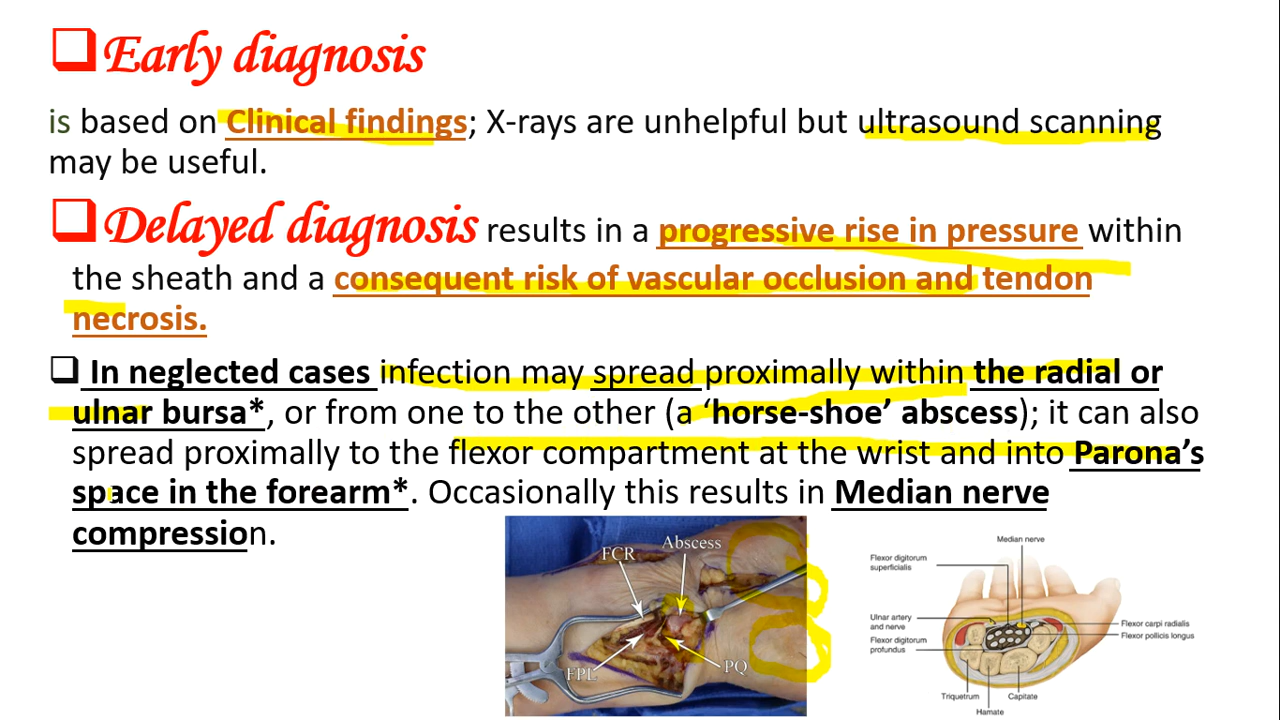 Early diagnosis
is based on Clinical findings; X-rays are unhelpful but ultrasound scanning
may be useful.
Delayed diagnosis results in a progressive rise in pressure within
the sheath and a consequent risk of vascular occlusion and tendon
necrosis.
In neglected cases infection may spread proximally within the radial or
ulnar bursa*, or from one to the other (a ‘horse-shoe’ abscess); it can also
spread proximally to the flexor compartment at the wrist and into Parona’s
space in the forearm*. Occasionally this results in Median nerve
compression.
FCR
Abscess
FPL
PQ
Median nerve
Flexor digitorum
superficialis
Ulnar artery
and nerve
Flexor digitorum
profundus
Flexor carpi radialis
Flexor pollicis longus
Triquetrum
Capitate
Hamate